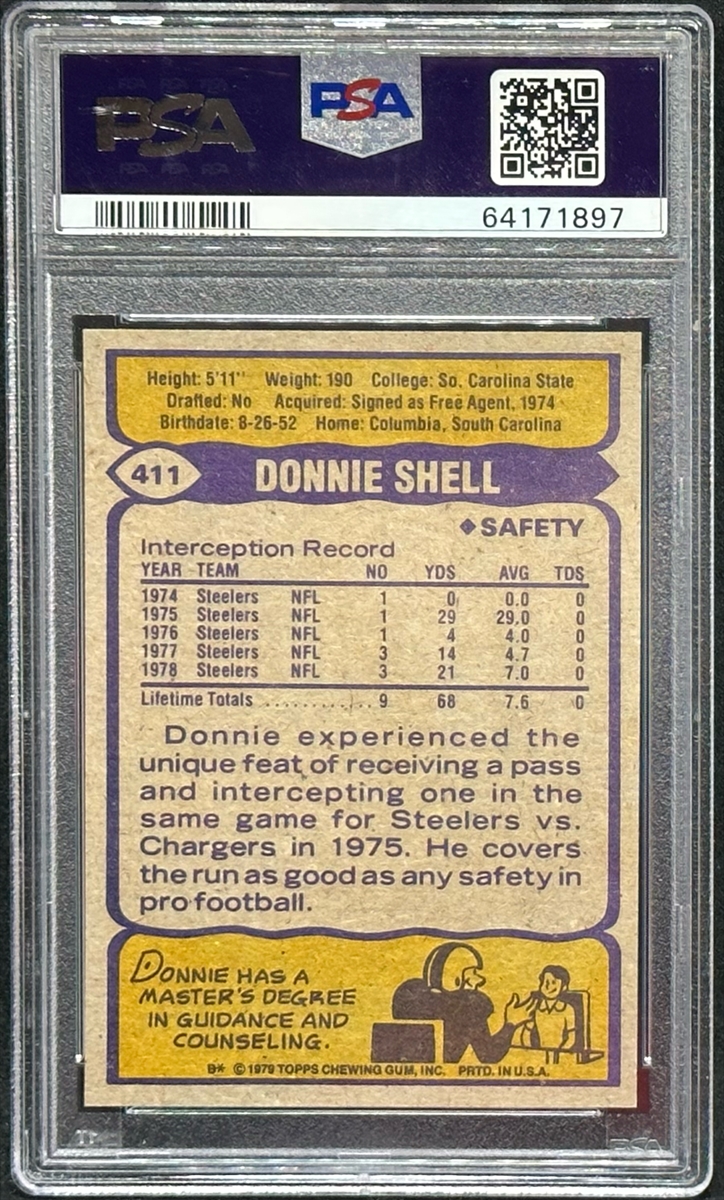 PSA
PSA
64171897
Height: 5'11" Weight: 190 College: So. Carolina State
Drafted: No Acquired: Signed as Free Agent, 1974
Birthdate: 8-26-52 Home: Columbia, South Carolina
411 DONNIE SHELL
◆SAFETY
Interception Record
YEAR TEAM NO YDS AVG TDS
1974 Steelers NFL 1 0 0.0 0
1975 Steelers NFL 1 29 29.0 0
1976 Steelers NFL 1 4 4.0 0
1977 Steelers NFL 3 14 4.7 0
1978 Steelers NFL 3 21 7.0 0
Lifetime Totals ............ 9 68 7.6 0
Donnie experienced the
unique feat of receiving a pass
and intercepting one in the
same game for Steelers vs.
Chargers in 1975. He covers
the run as good as any safety in
pro football.
DONNIE HAS A
MASTER'S DEGREE
IN GUIDANCE AND
COUNSELING.
B* © 1979 TOPPS CHEWING GUM, INC. PRTD. IN U.S.A.
PSA